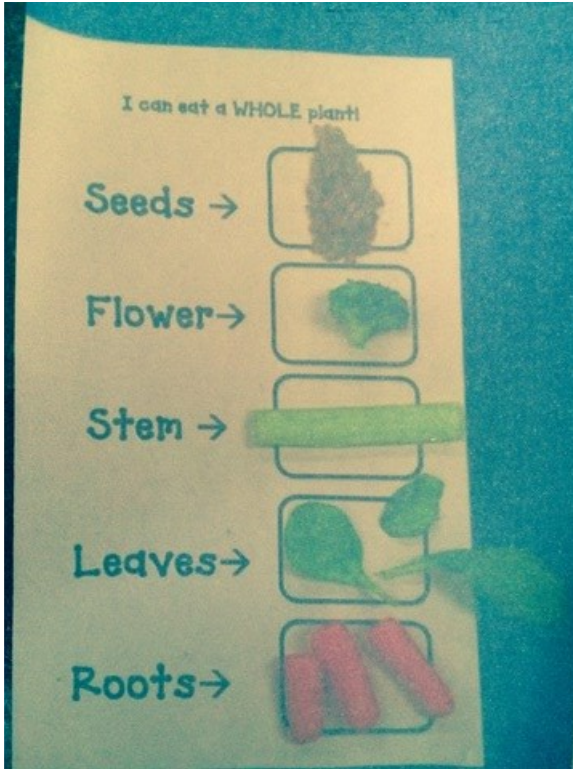 I can eat a WHOLE plant!
Seeds →
Flower→
Stem →
Leaves→
Roots→